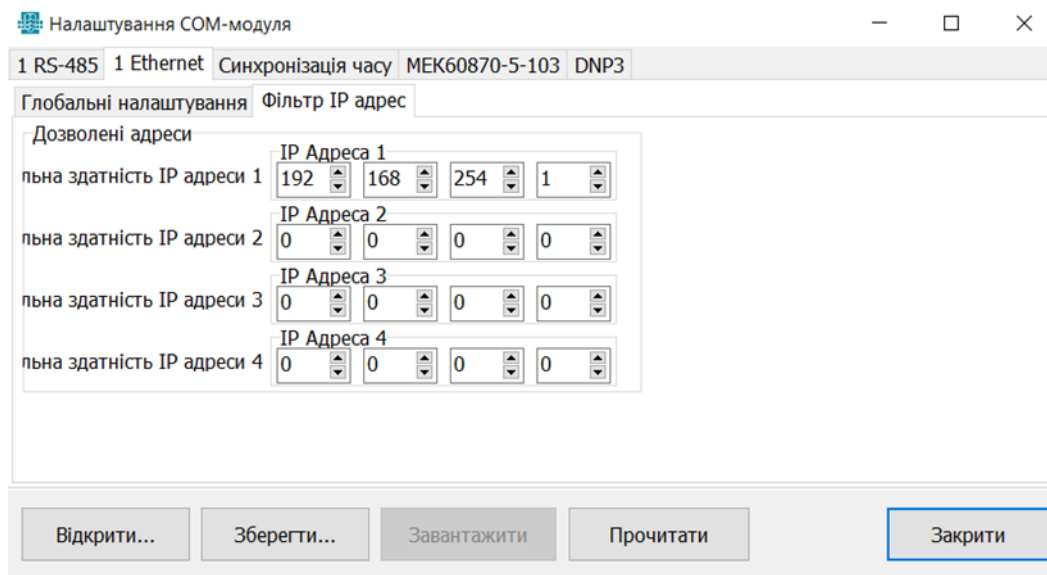 Налаштування COM-модуля
1 RS-485 1 Ethernet Синхронізація часу МЕК60870-5-103 DNP3
Глобальні налаштування Фільтр IP адрес
Дозволені адреси
IP Адреса 1
льна здатність IP адреси 1 192 168 254 1
IP Адреса 2
льна здатність IP адреси 2 0 0 0 0
IP Адреса 3
льна здатність IP адреси 3 0 0 0 0
IP Адреса 4
льна здатність IP адреси 4 0 0 0 0
Відкрити... Зберегти... Завантажити Прочитати Закрити